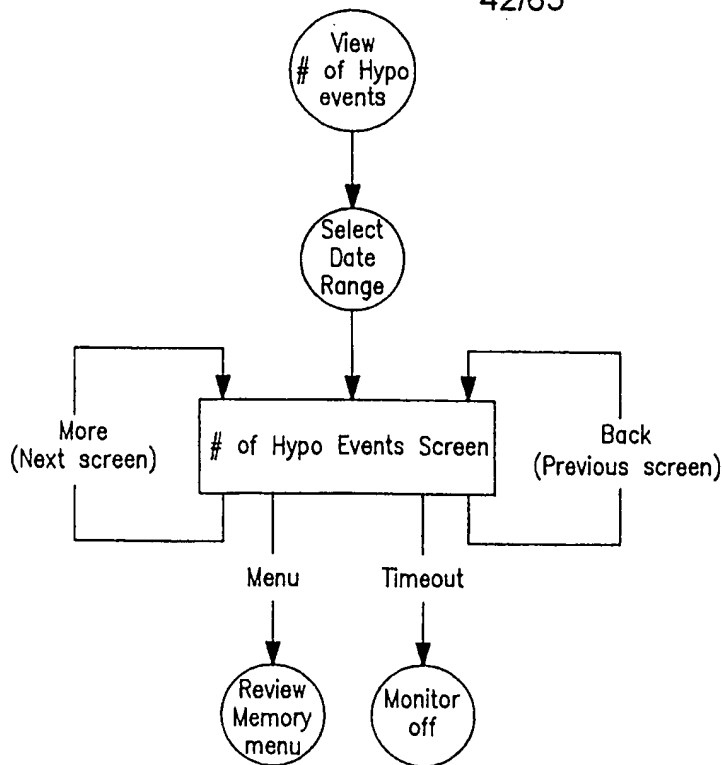 42/65
View
# of Hypo
events
Select
Date
Range
More
(Next screen)
# of Hypo Events Screen
Back
(Previous screen)
Menu
Timeout
Review
Memory
menu
Monitor
off